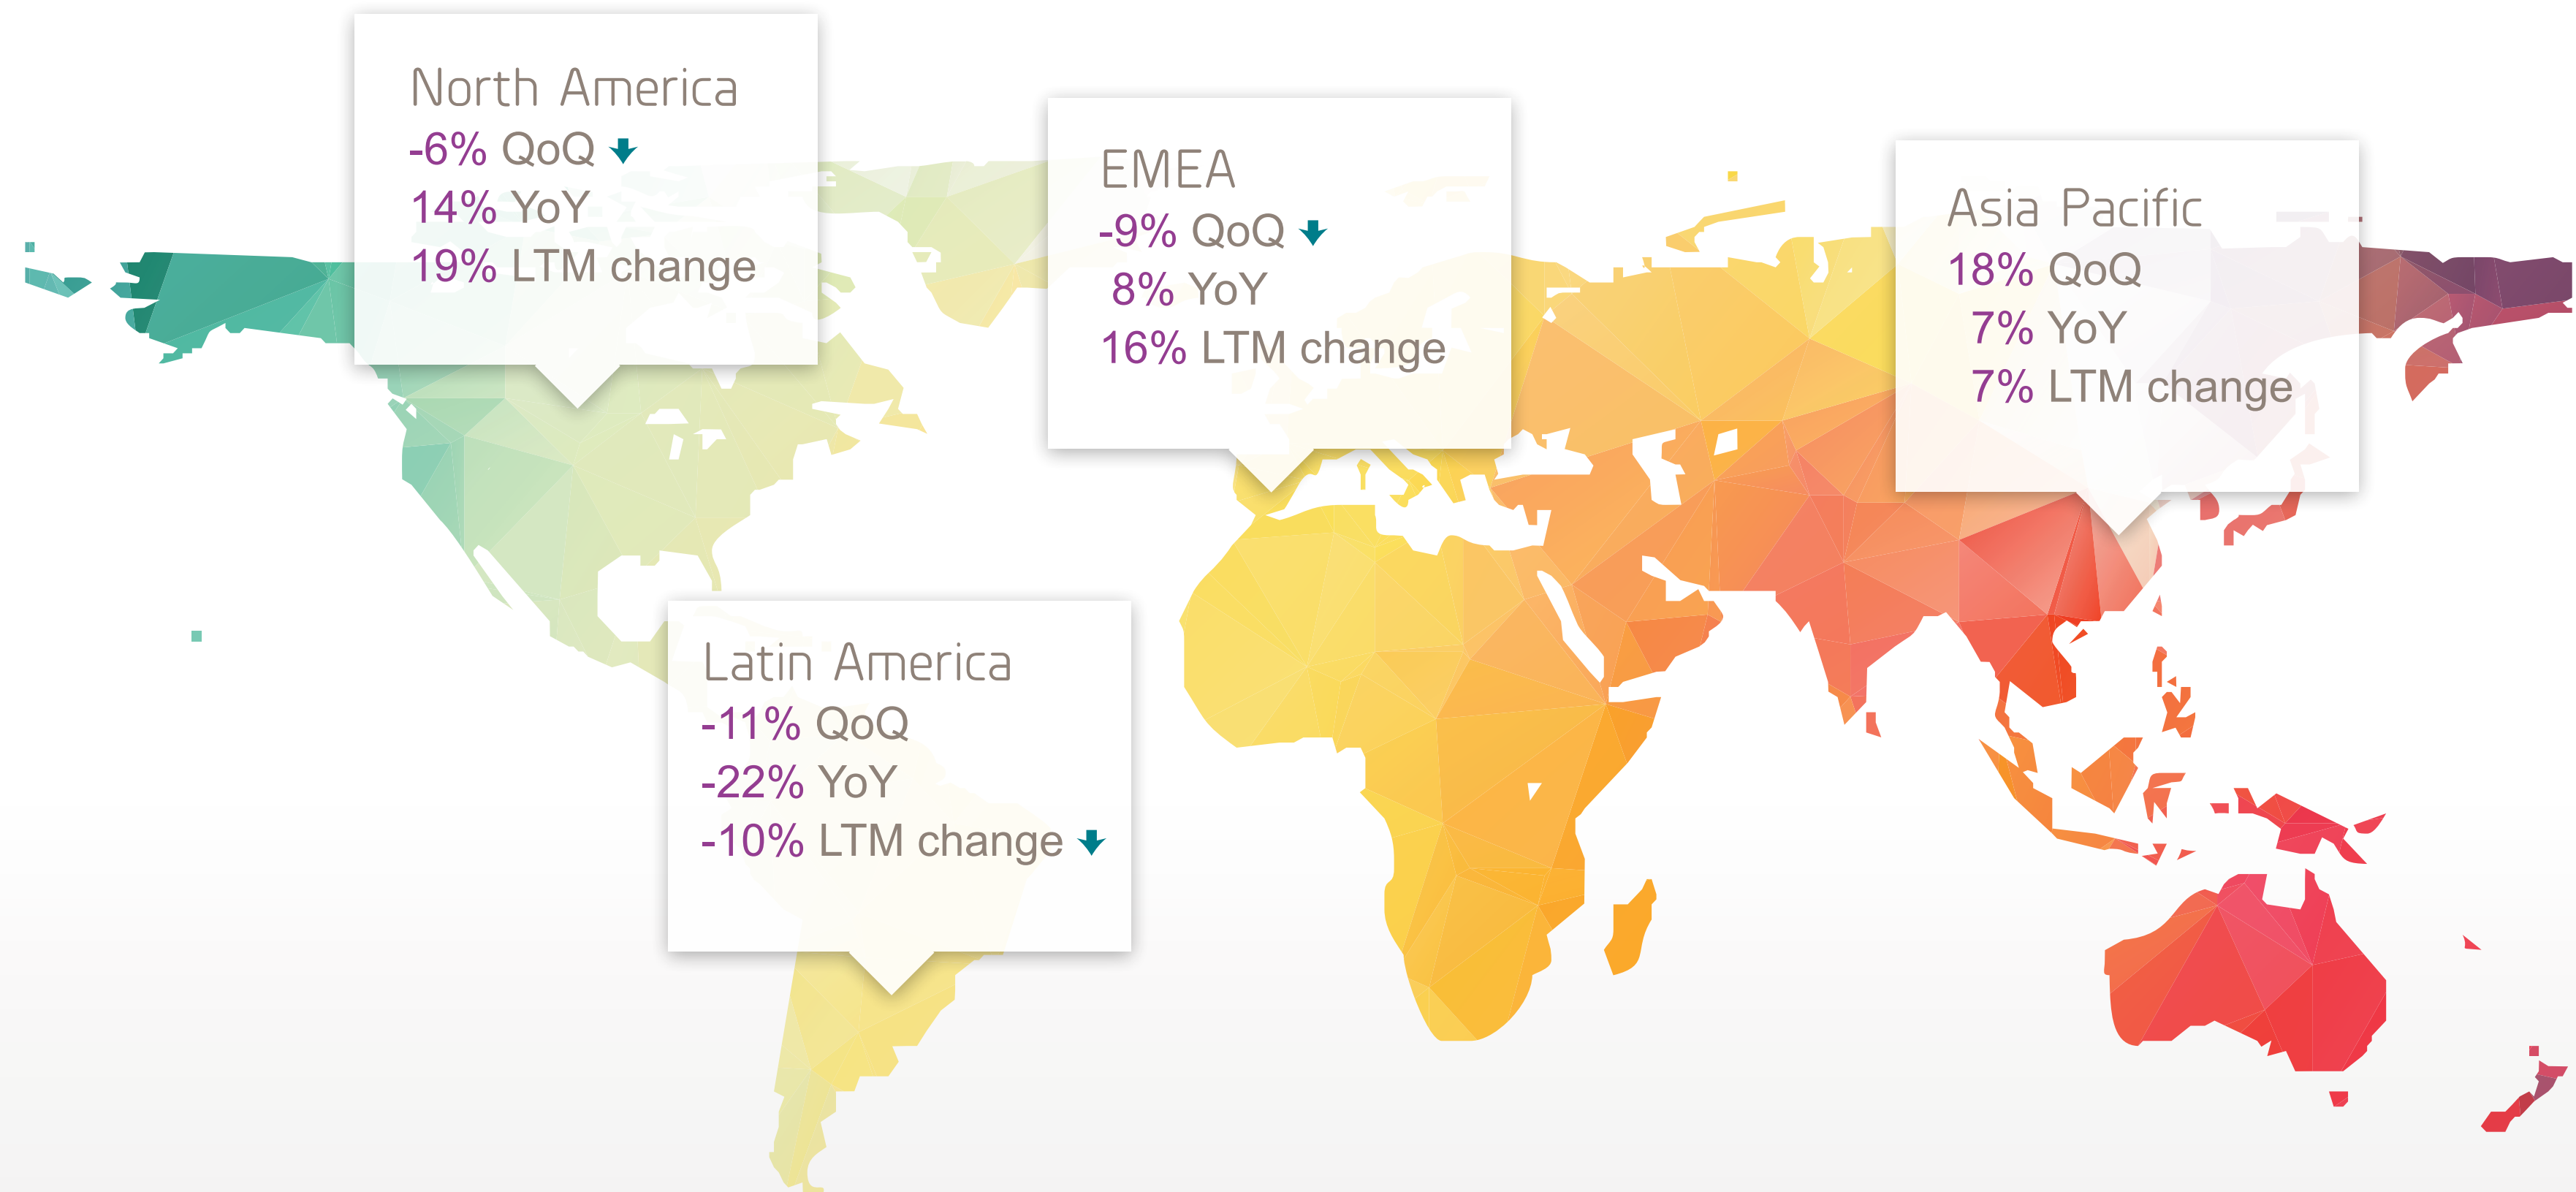 North America
-6% QoQ
14% YoY
19% LTM change
EMEA
-9% QoQ
8% YoY
16% LTM change
Asia Pacific
18% QoQ
7% YoY
7% LTM change
Latin America
-11% QoQ
-22% YoY
-10% LTM change